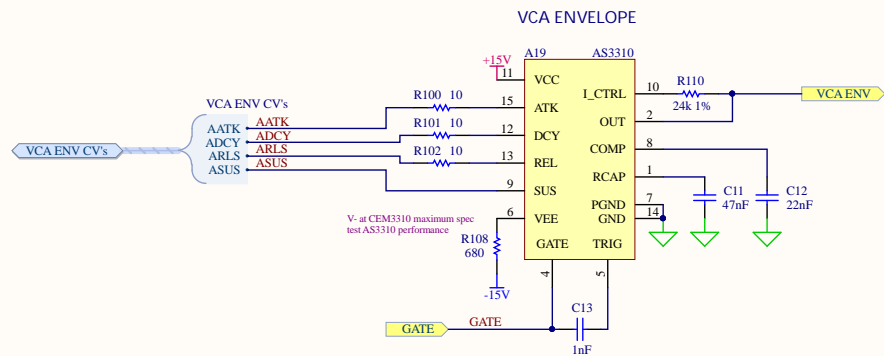 VCA ENVELOPE
A19 AS3310
+15V
11 VCC
I_CTRL 10 R110
24k 1%
VCA ENV
R100 10
15 ATK
OUT 2
VCA ENV CV's
R101 10
12 DCY
COMP 8
AATK AATK
ADCY ADCY
ARLS ARLS
ASUS ASUS
VCA ENV CV's
R102 10
13 REL
RCAP 1
C11
47nF
C12
22nF
9 SUS
PGND 7
GND 14
6 VEE
V- at CEM3310 maximum spec
test AS3310 performance
R108
680
GATE TRIG
4 5
-15V
C13
1nF
GATE GATE